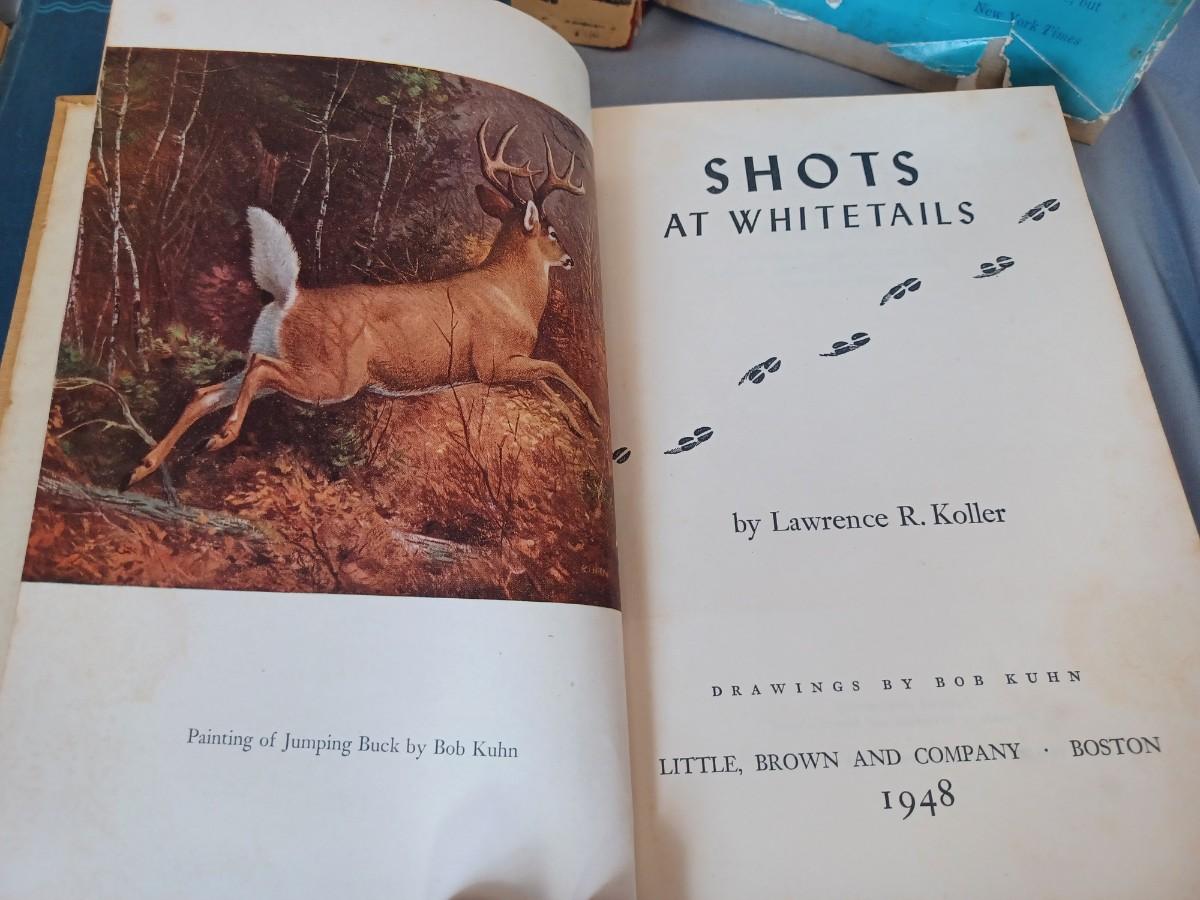 , but
New York Times
SHOTS
AT WHITETAILS
by Lawrence R. Koller
DRAWINGS BY BOB KUHN
LITTLE, BROWN AND COMPANY · BOSTON
1948
Painting of Jumping Buck by Bob Kuhn